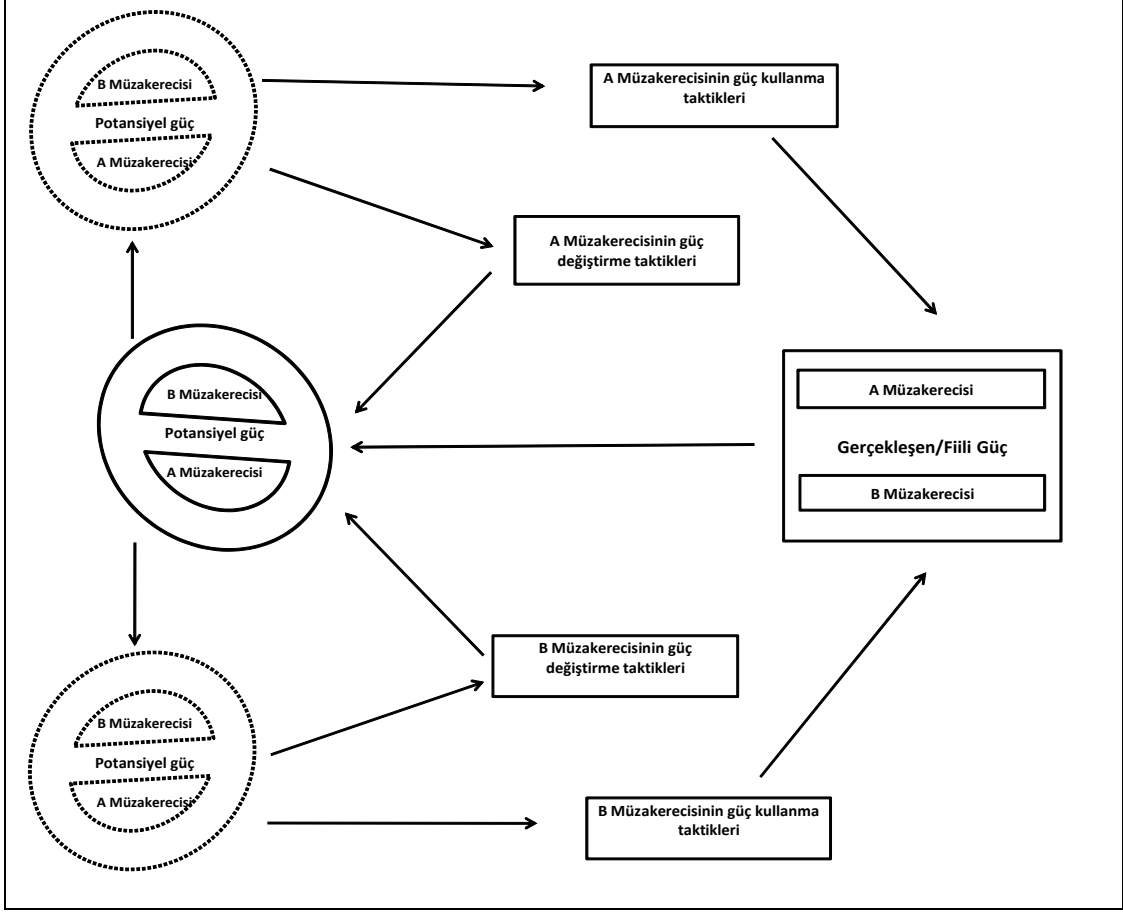 B Müzakerecisi
Potansiyel güç
A Müzakerecisi
A Müzakerecisinin güç kullanma
taktikleri
A Müzakerecisinin güç
değiştirme taktikleri
B Müzakerecisi
Potansiyel güç
A Müzakerecisi
A Müzakerecisi
Gerçekleşen/Fiili Güç
B Müzakerecisi
B Müzakerecisinin güç
değiştirme taktikleri
B Müzakerecisi
Potansiyel güç
A Müzakerecisi
B Müzakerecisinin güç kullanma
taktikleri